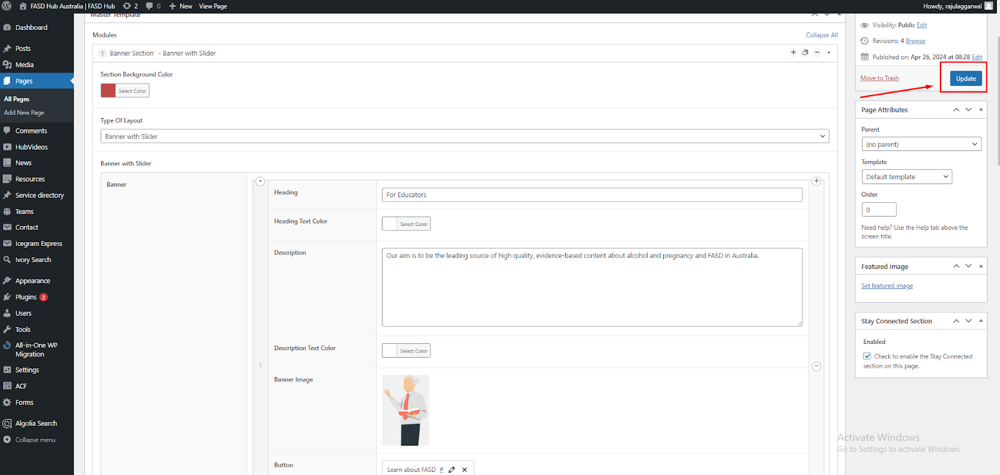 FASD Hub Australia | FASD Hub
2
0
New
View Page
Howdy, rajulaggarwal
Dashboard
Posts
Media
Pages
All Pages
Add New Page
Comments
HubVideos
News
Resources
Service directory
Teams
Contact
Icegram Express
Ivory Search
Appearance
Plugins 2
Users
Tools
All-in-One WP
Migration
Settings
ACF
Forms
Algolia Search
Collapse menu
Master Template
Modules
Collapse All
1 Banner Section - Banner with Slider
Section Background Color
Select Color
Type Of Layout
Banner with Slider
Banner with Slider
Banner
1
Heading
For Educators
Heading Text Color
Select Color
Description
Our aim is to be the leading source of high quality, evidence-based content about alcohol and pregnancy and FASD in Australia.
Description Text Color
Select Color
Banner Image
Button
Learn about FASD #
Visibility: Public Edit
Revisions: 4 Browse
Published on: Apr 26, 2024 at 08:28 Edit
Move to Trash
Update
Page Attributes
Parent
(no parent)
Template
Default template
Order
0
Need help? Use the Help tab above the
screen title.
Featured image
Set featured image
Stay Connected Section
Enabled
Check to enable the Stay Connected
section on this page.
Activate Windows
Go to Settings to activate Windows.